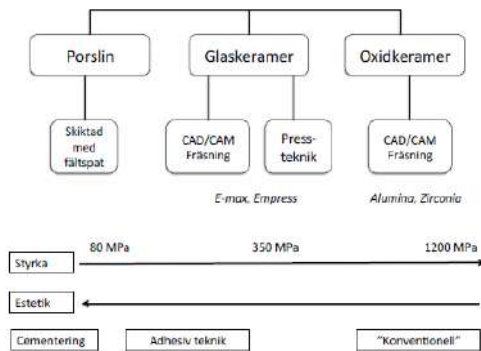 Porslin
Glaskeramer
Oxidkeramer
Skiktad
med
fältspat
CAD/CAM
Fräsning
Press-
teknik
CAD/CAM
Fräsning
E-max, Empress
Alumina, Zirconia
80 MPa
350 MPa
1200 MPa
Styrka
Estetik
Cementering
Adhesiv teknik
"Konventionell"